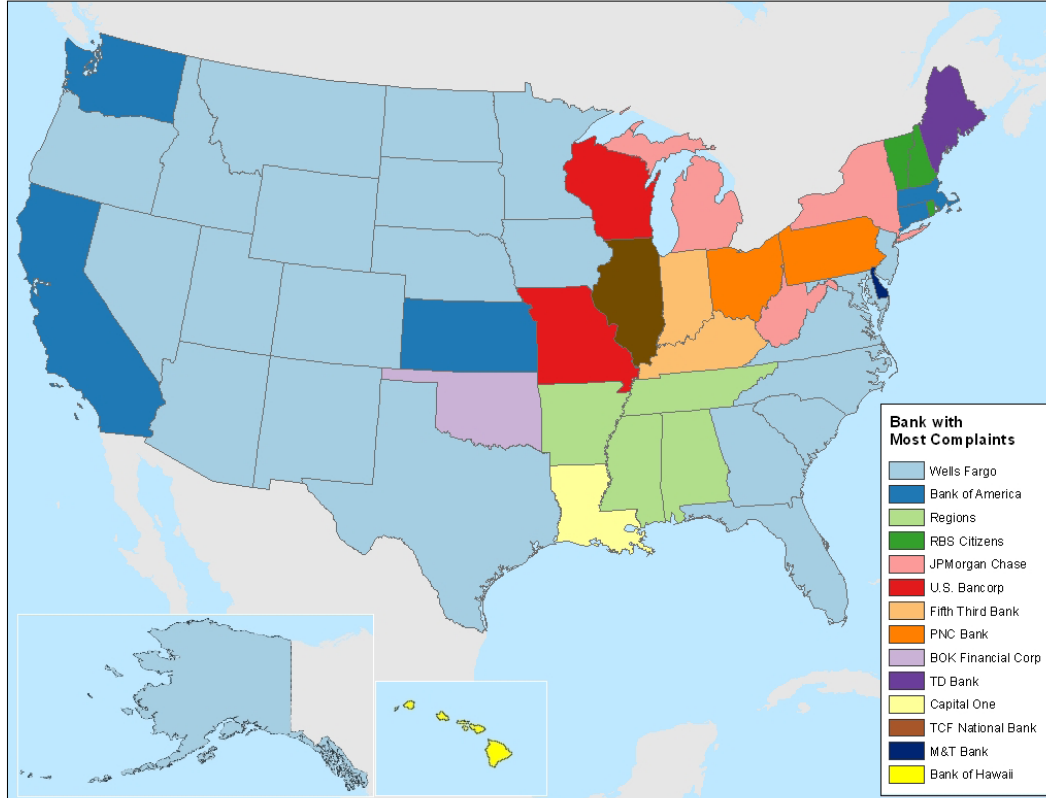 Bank with
Most Complaints
Wells Fargo
Bank of America
Regions
RBS Citizens
JPMorgan Chase
U.S. Bancorp
Fifth Third Bank
PNC Bank
BOK Financial Corp
TD Bank
Capital One
TCF National Bank
M&T Bank
Bank of Hawaii